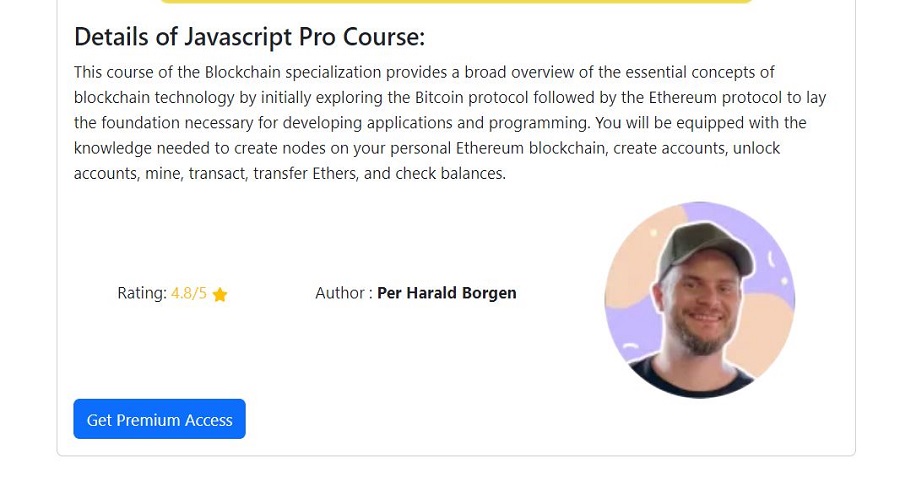 Details of Javascript Pro Course:
This course of the Blockchain specialization provides a broad overview of the essential concepts of
blockchain technology by initially exploring the Bitcoin protocol followed by the Ethereum protocol to lay
the foundation necessary for developing applications and programming. You will be equipped with the
knowledge needed to create nodes on your personal Ethereum blockchain, create accounts, unlock
accounts, mine, transact, transfer Ethers, and check balances.
Rating: 4.8/5 Author : Per Harald Borgen
Get Premium Access